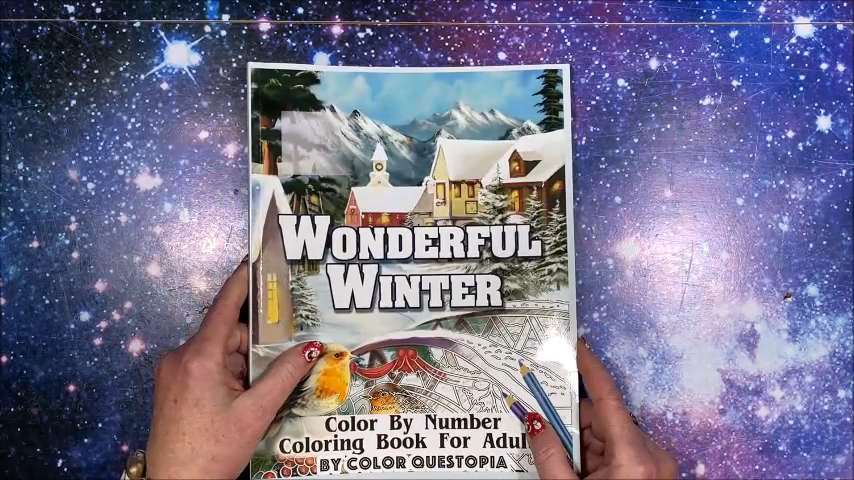 WONDERFUL
WINTER
Color By Number
Coloring Book For Adul
BY COLOR QUESTOPIA